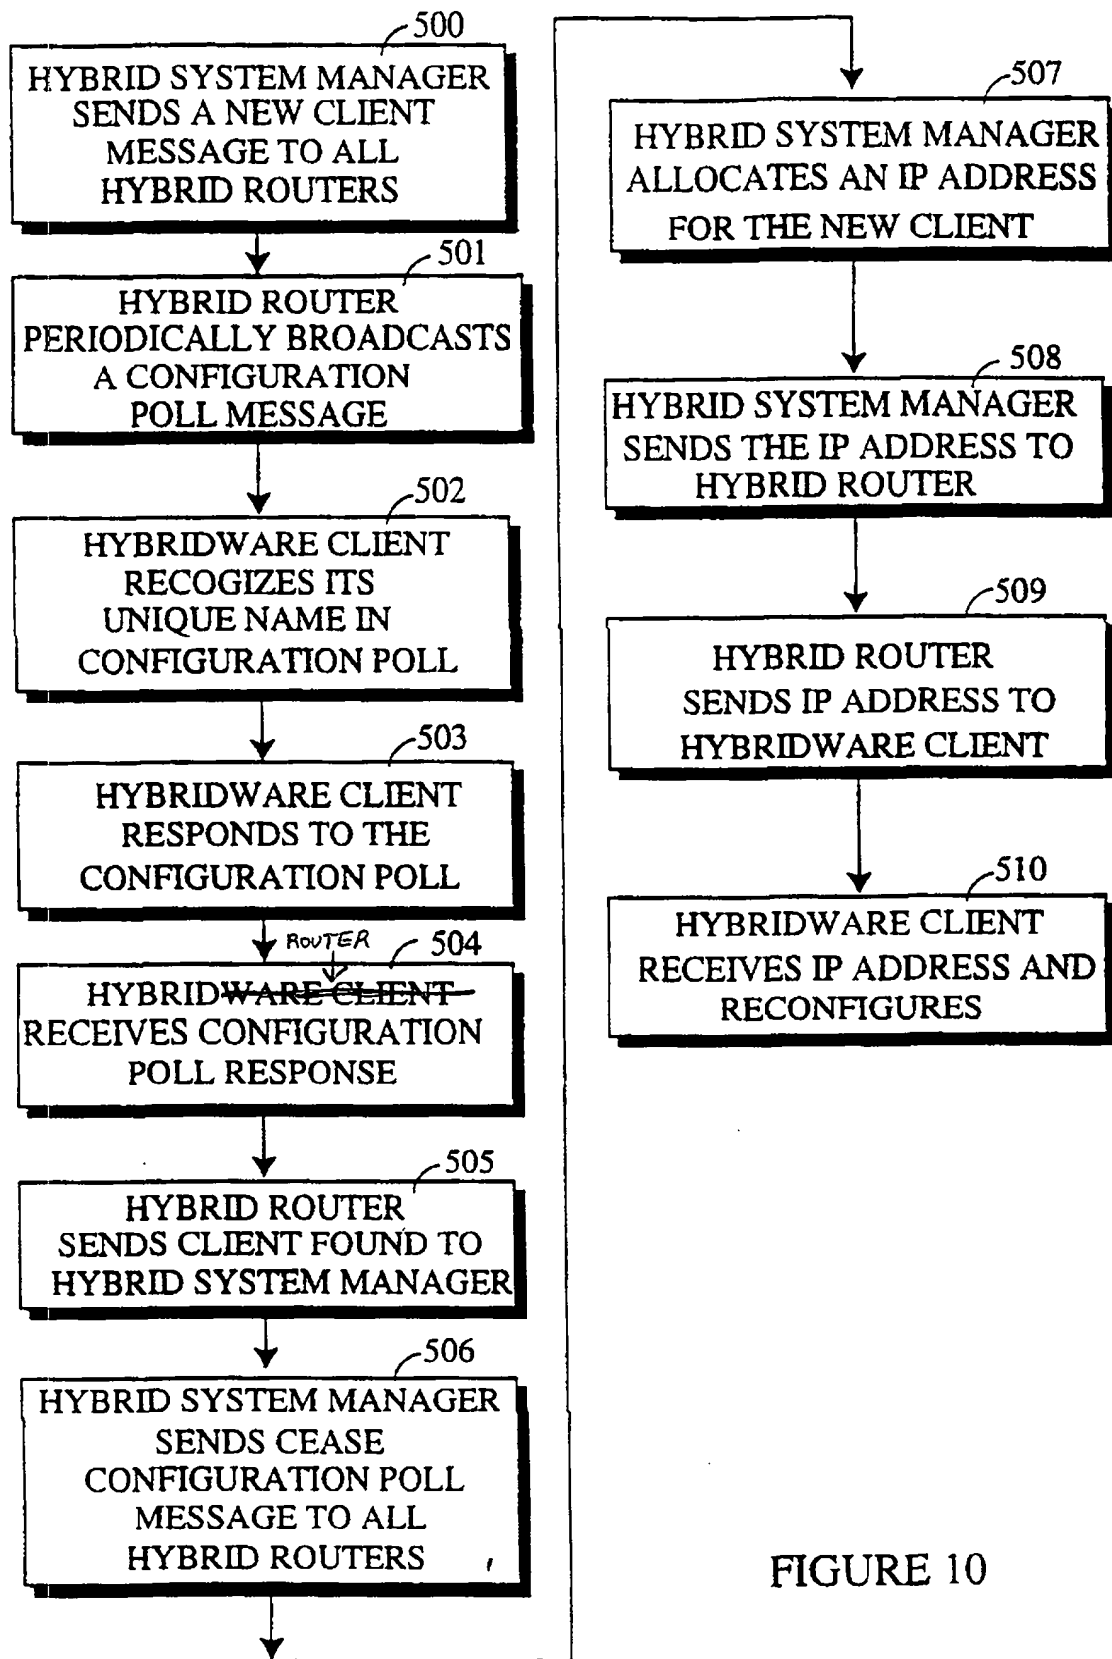 500
HYBRID SYSTEM MANAGER
SENDS A NEW CLIENT
MESSAGE TO ALL
HYBRID ROUTERS
501
HYBRID ROUTER
PERIODICALLY BROADCASTS
A CONFIGURATION
POLL MESSAGE
502
HYBRIDWARE CLIENT
RECOGIZES ITS
UNIQUE NAME IN
CONFIGURATION POLL
503
HYBRIDWARE CLIENT
RESPONDS TO THE
CONFIGURATION POLL
ROUTER
504
HYBRIDWARE CLIENT
RECEIVES CONFIGURATION
POLL RESPONSE
505
HYBRID ROUTER
SENDS CLIENT FOUND TO
HYBRID SYSTEM MANAGER
506
HYBRID SYSTEM MANAGER
SENDS CEASE
CONFIGURATION POLL
MESSAGE TO ALL
HYBRID ROUTERS
507
HYBRID SYSTEM MANAGER
ALLOCATES AN IP ADDRESS
FOR THE NEW CLIENT
508
HYBRID SYSTEM MANAGER
SENDS THE IP ADDRESS TO
HYBRID ROUTER
509
HYBRID ROUTER
SENDS IP ADDRESS TO
HYBRIDWARE CLIENT
510
HYBRIDWARE CLIENT
RECEIVES IP ADDRESS AND
RECONFIGURES
FIGURE 10